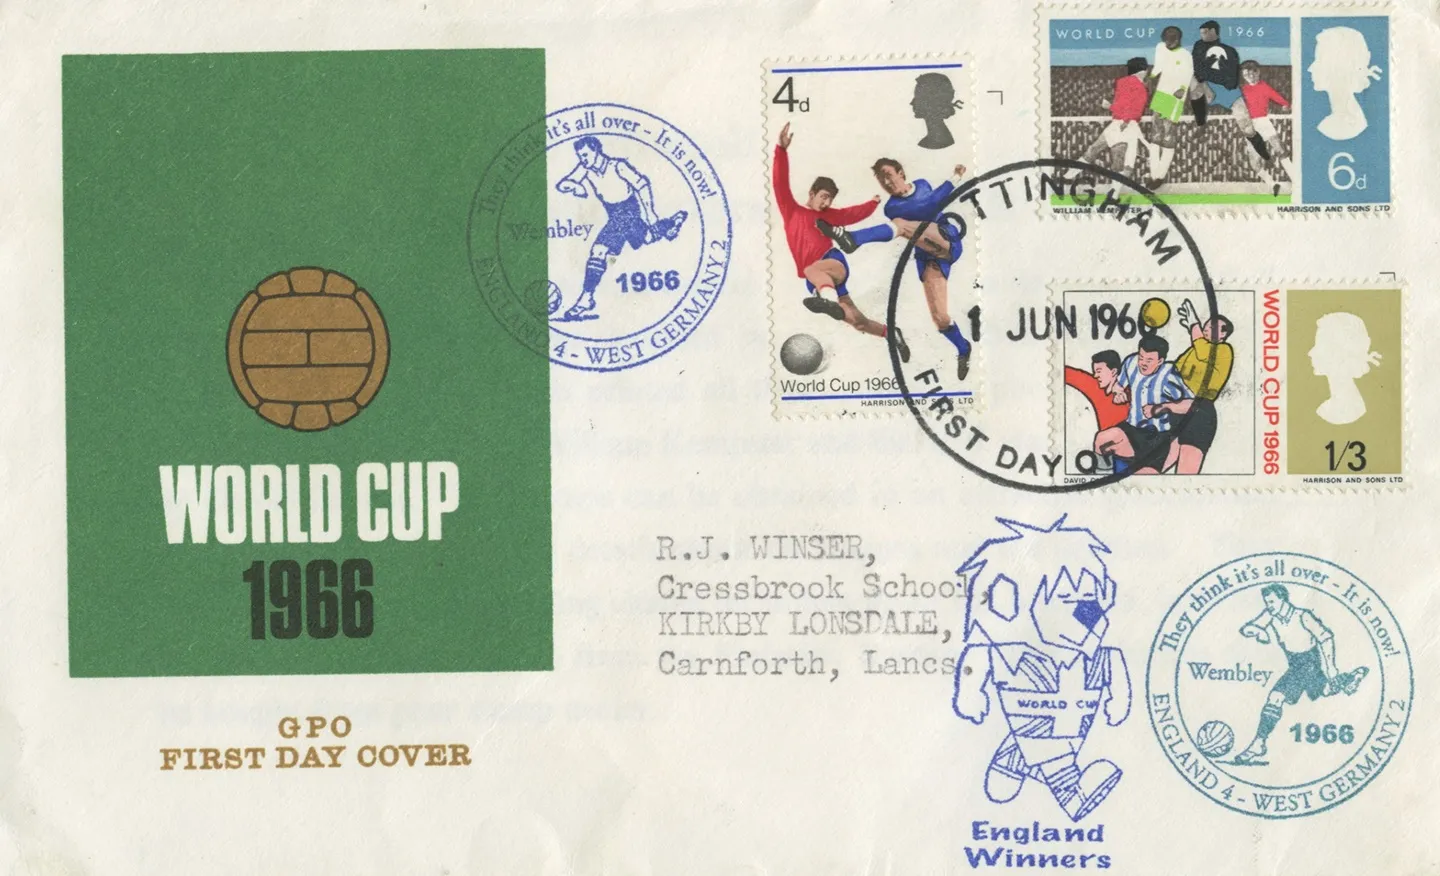 WORLD CUP
1966
GPO
FIRST DAY COVER
They think it's all over - It is now!
Wembley
1966
ENGLAND 4 - WEST GERMANY 2
4d
World Cup 1966
HARRISON AND SONS LTD
WORLD CUP 1966
6d
WILLIAM KEMPSTER
HARRISON AND SONS LTD
NOTTINGHAM
1 JUN 1966
FIRST DAY OF
WORLD CUP 1966
1/3
DAVID
HARRISON AND SONS LTD
R.J. WINSER,
Cressbrook School,
KIRKBY LONSDALE,
Carnforth, Lancs.
WORLD CUP
England
Winners
They think it's all over - It is now!
Wembley
1966
ENGLAND 4 - WEST GERMANY 2